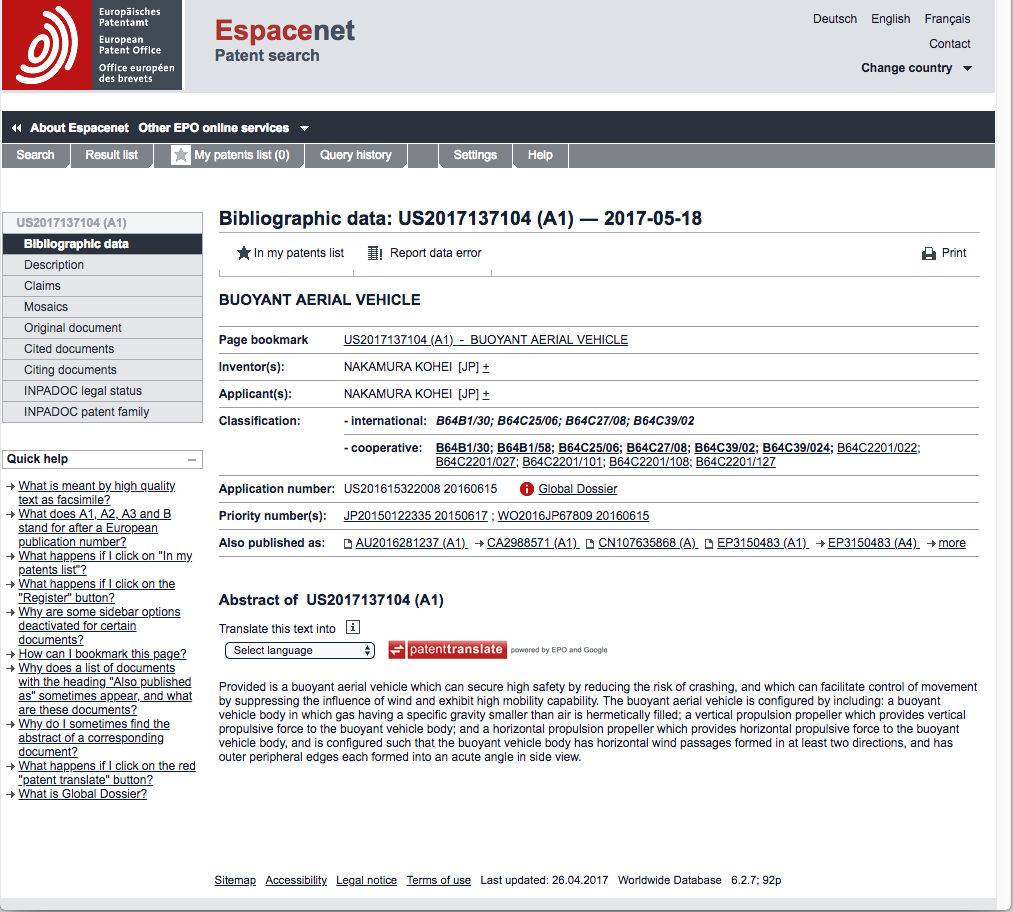 Europäisches
Patentamt
European
Patent Office
Office européen
des brevets
Espacenet
Patent search
Deutsch English Français
Contact
Change country
About Espacenet Other EPO online services
Search Result list My patents list (0) Query history Settings Help
US2017137104 (A1)
Bibliographic data
Description
Claims
Mosaics
Original document
Cited documents
Citing documents
INPADOC legal status
INPADOC patent family
Quick help
What is meant by high quality
text as facsimile?
What does A1, A2, A3 and B
stand for after a European
publication number?
What happens if I click on "In my
patents list"?
What happens if I click on the
"Register" button?
Why are some sidebar options
deactivated for certain
documents?
How can I bookmark this page?
Why does a list of documents
with the heading "Also published
as" sometimes appear, and what
are these documents?
Why do I sometimes find the
abstract of a corresponding
document?
What happens if I click on the red
"patent translate" button?
What is Global Dossier?
Bibliographic data: US2017137104 (A1) — 2017-05-18
In my patents list Report data error Print
BUOYANT AERIAL VEHICLE
Page bookmark US2017137104 (A1) - BUOYANT AERIAL VEHICLE
Inventor(s): NAKAMURA KOHEI [JP] +
Applicant(s): NAKAMURA KOHEI [JP] +
Classification: - international: B64B1/30; B64C25/06; B64C27/08; B64C39/02
- cooperative: B64B1/30; B64B1/58; B64C25/06; B64C27/08; B64C39/02; B64C39/024; B64C2201/022;
B64C2201/027; B64C2201/101; B64C2201/108; B64C2201/127
Application number: US201615322008 20160615 Global Dossier
Priority number(s): JP20150122335 20150617 ; WO2016JP67809 20160615
Also published as: AU2016281237 (A1) CA2988571 (A1) CN107635868 (A) EP3150483 (A1) EP3150483 (A4) more
Abstract of US2017137104 (A1)
Translate this text into i
Select language patenttranslate powered by EPO and Google
Provided is a buoyant aerial vehicle which can secure high safety by reducing the risk of crashing, and which can facilitate control of movement
by suppressing the influence of wind and exhibit high mobility capability. The buoyant aerial vehicle is configured by including: a buoyant
vehicle body in which gas having a specific gravity smaller than air is hermetically filled; a vertical propulsion propeller which provides vertical
propulsive force to the buoyant vehicle body; and a horizontal propulsion propeller which provides horizontal propulsive force to the buoyant
vehicle body, and is configured such that the buoyant vehicle body has horizontal wind passages formed in at least two directions, and has
outer peripheral edges each formed into an acute angle in side view.
Sitemap Accessibility Legal notice Terms of use Last updated: 26.04.2017 Worldwide Database 6.2.7; 92p